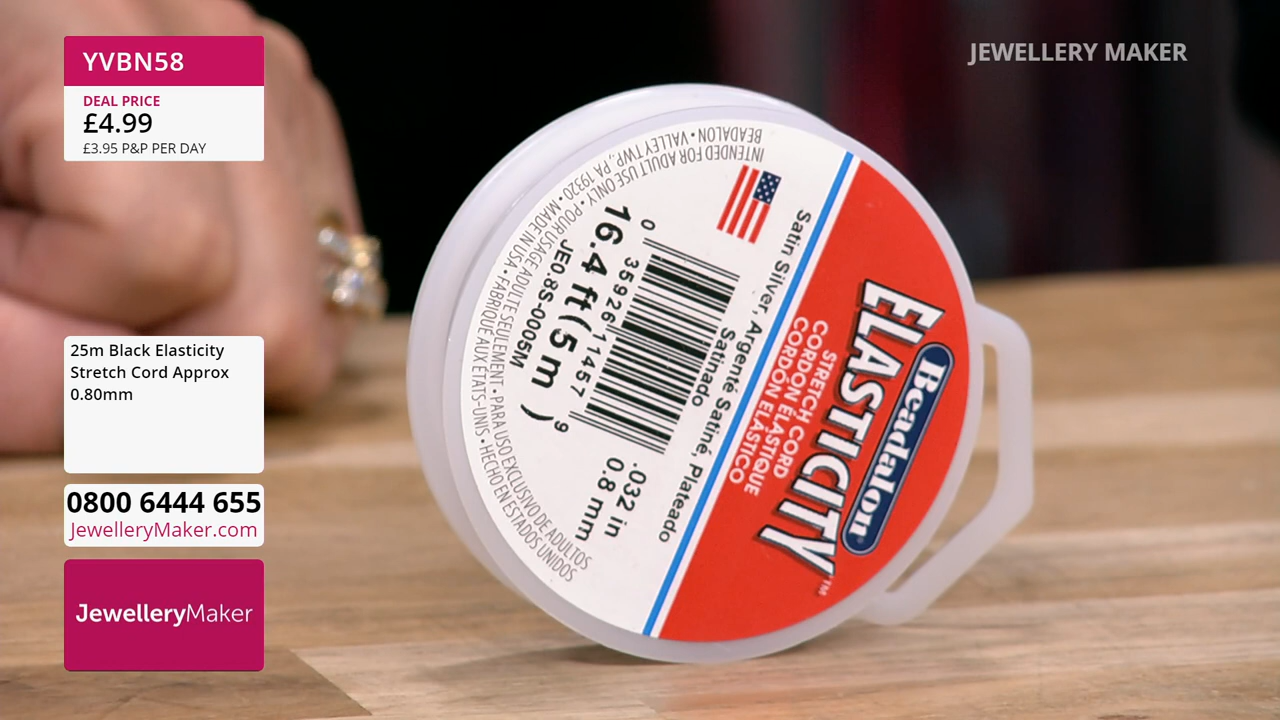 YVBN58
DEAL PRICE
£4.99
£3.95 P&P PER DAY
25m Black Elasticity
Stretch Cord Approx
0.80mm
0800 6444 655
JewelleryMaker.com
JewelleryMaker
JEWELLERY MAKER
Beadalon
ELASTICITY™
STRETCH CORD
CORDON ÉLASTIQUE
CORDÓN ELÁSTICO
Satin Silver, Argenté Satiné, Plateado
Satinado
0 35926 11457 9
.032 in
0.8 mm
16.4 ft (5 m)
JE0.8S-0005M
INTENDED FOR ADULT USE ONLY • POUR USAGE ADULTE SEULEMENT • PARA USO EXCLUSIVO DE ADULTOS
BEADALON • VALLEY TWP., PA 19320 • MADE IN USA • FABRIQUÉ AUX ÉTATS-UNIS • HECHO EN ESTADOS UNIDOS